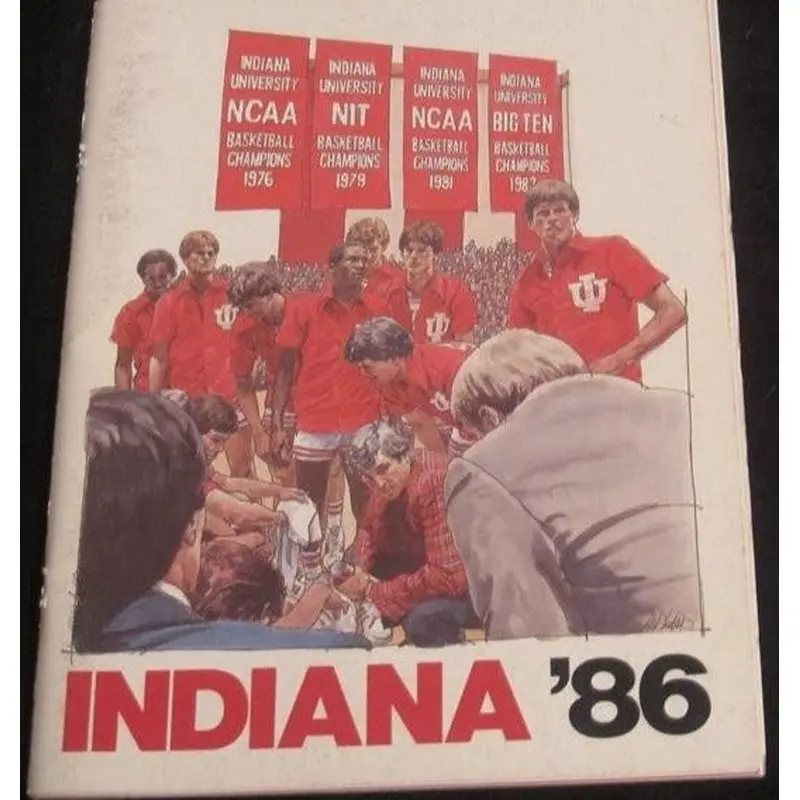 INDIANA
UNIVERSITY
NCAA
BASKETBALL
CHAMPIONS
1976
INDIANA
UNIVERSITY
NIT
BASKETBALL
CHAMPIONS
1979
INDIANA
UNIVERSITY
NCAA
BASKETBALL
CHAMPIONS
1981
INDIANA
UNIVERSITY
BIG TEN
BASKETBALL
CHAMPIONS
INDIANA '86